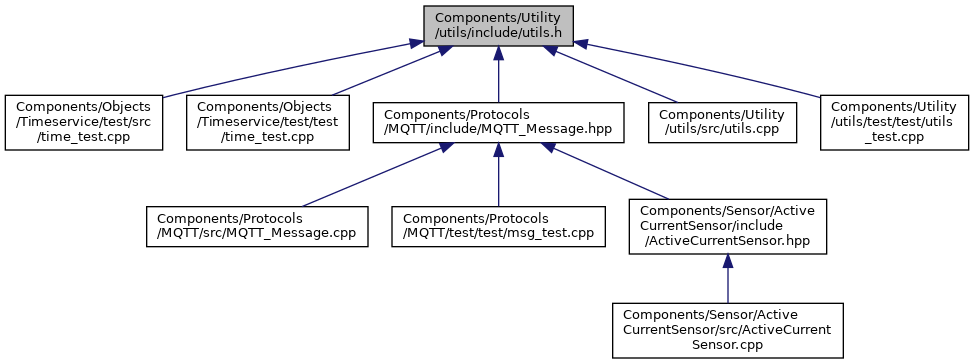 Components/Utility
/utils/include/utils.h
Components/Objects
/Timeservice/test/src
/time_test.cpp
Components/Objects
/Timeservice/test/test
/time_test.cpp
Components/Protocols
/MQTT/include/MQTT_Message.hpp
Components/Utility
/utils/src/utils.cpp
Components/Utility
/utils/test/test/utils
_test.cpp
Components/Protocols
/MQTT/src/MQTT_Message.cpp
Components/Protocols
/MQTT/test/test/msg_test.cpp
Components/Sensor/Active
CurrentSensor/include
/ActiveCurrentSensor.hpp
Components/Sensor/Active
CurrentSensor/src/ActiveCurrent
Sensor.cpp